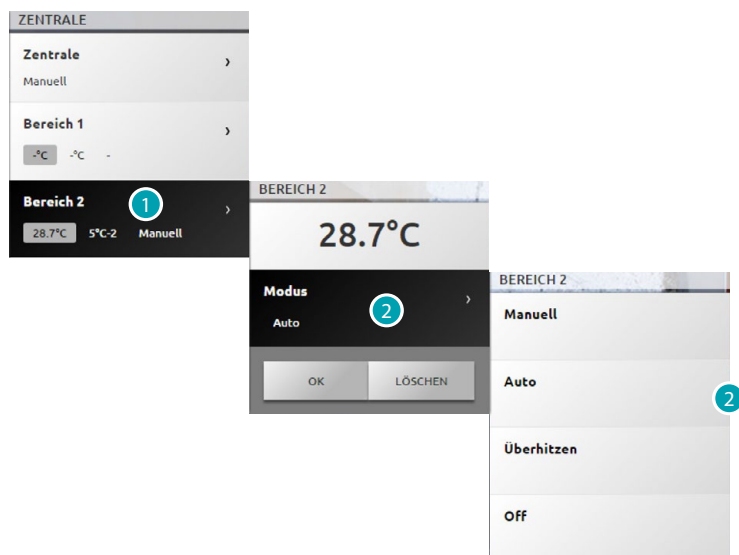 ZENTRALE
Zentrale
Manuell
Bereich 1
-°C -°C -
Bereich 2
1
28.7°C 5°C-2 Manuell
BEREICH 2
28.7°C
Modus
Auto
2
OK LÖSCHEN
BEREICH 2
Manuell
Auto
2
Überhitzen
Off